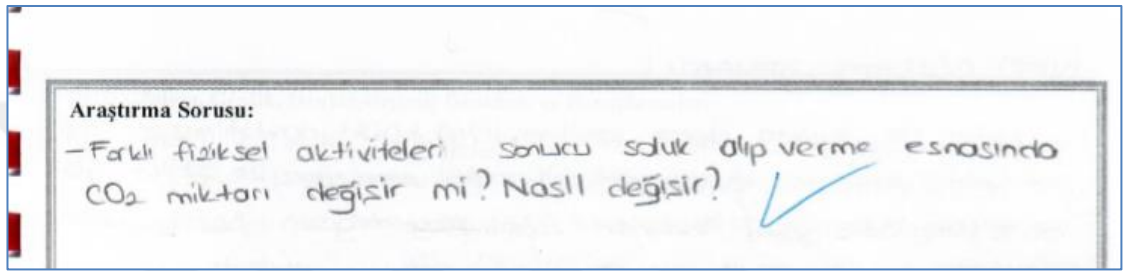 Araştırma Sorusu:
- Farklı fiziksel aktiviteleri sonucu soluk alıp verme esnasında
CO₂ miktarı değişir mi? Nasıl değişir?